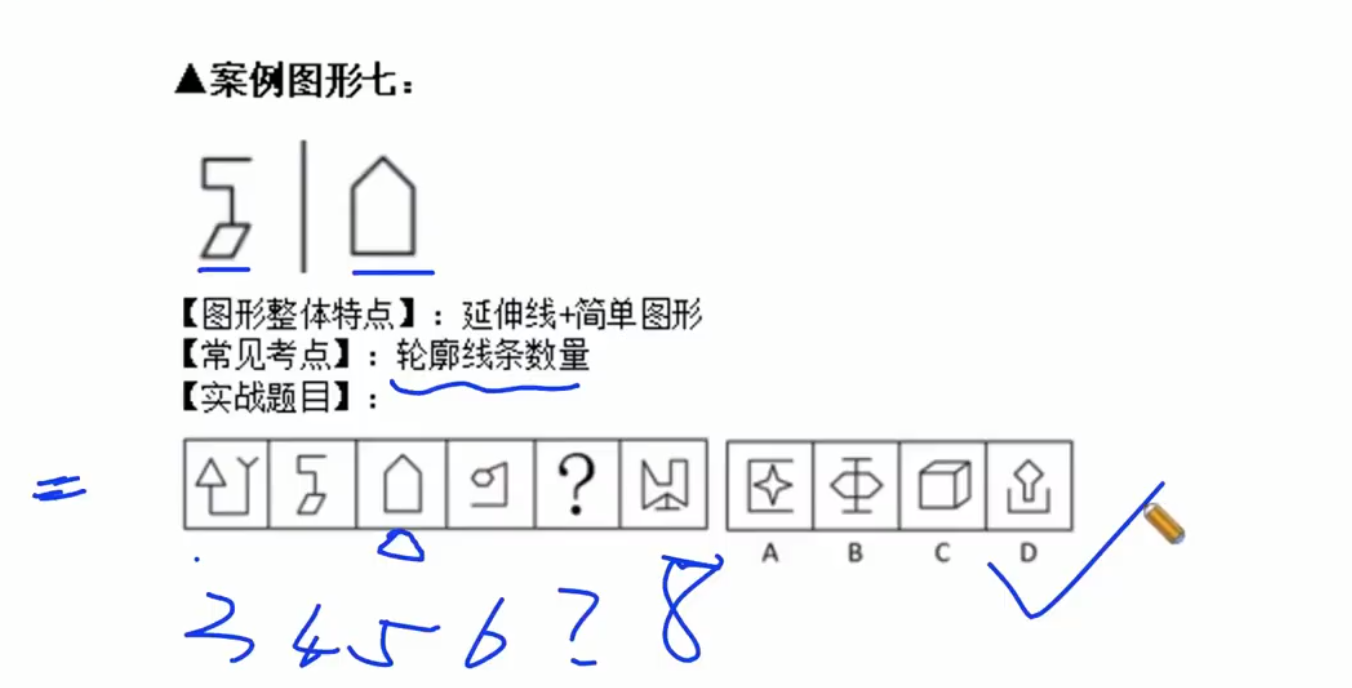 ▲案例图形七：
【图形整体特点】：延伸线+简单图形
【常见考点】：轮廓线条数量
【实战题目】：
?
A B C D
3 4 5 6 ? 8